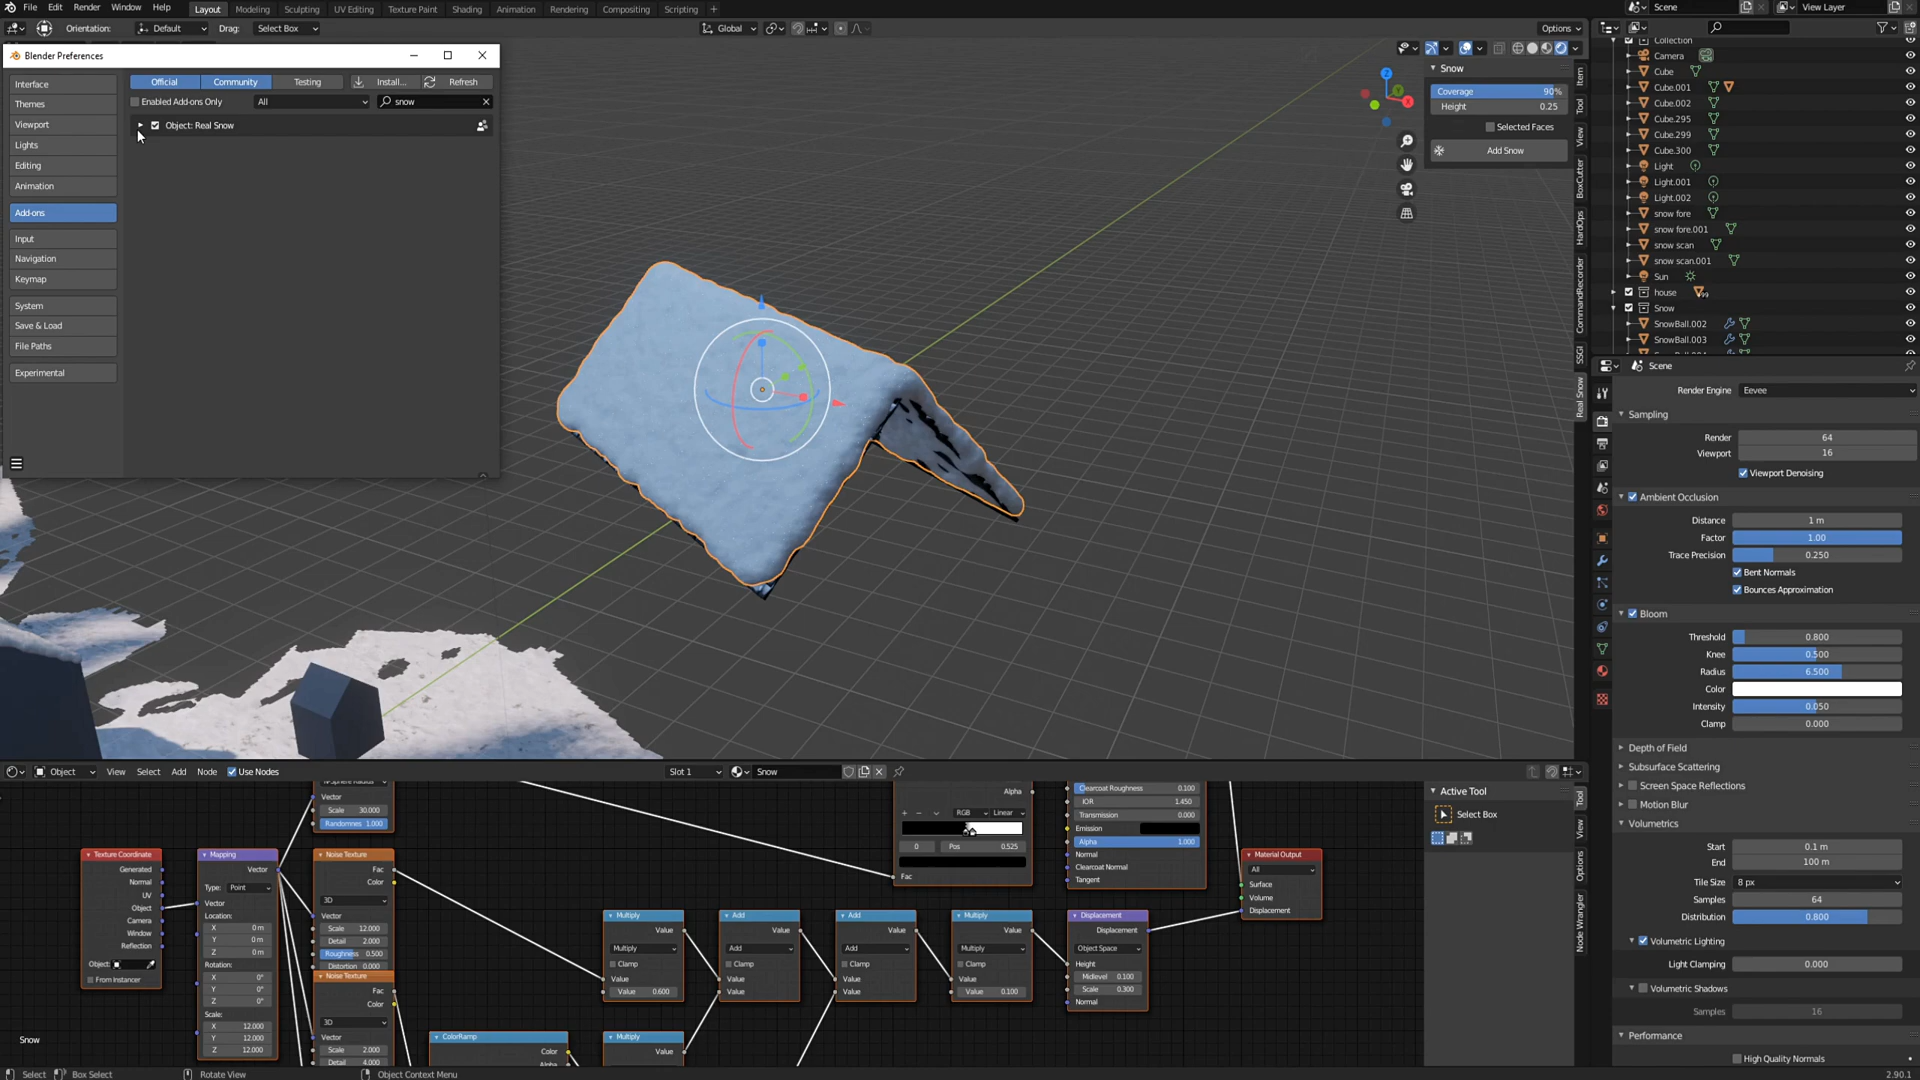 File Edit Render Window Help Layout Modeling Sculpting UV Editing Texture Paint Shading Animation Rendering Compositing Scripting + Scene View Layer
Orientation: Default Drag: Select Box Global Options
Blender Preferences
Interface
Themes
Viewport
Lights
Editing
Animation
Add-ons
Input
Navigation
Keymap
System
Save & Load
File Paths
Experimental
Official Community Testing Install... Refresh
Enabled Add-ons Only All snow
Object: Real Snow
Snow
Coverage 90%
Height 0.25
Selected Faces
Add Snow
Item
Tool
View
BoxCutter
HardOps
CommandRecorder
SSGI
Real Snow
Collection
Camera
Cube
Cube.001
Cube.002
Cube.295
Cube.299
Cube.300
Light
Light.001
Light.002
snow fore
snow fore.001
snow scan
snow scan.001
Sun
house
Snow
SnowBall.002
SnowBall.003
Scene
Render Engine Eevee
Sampling
Render 64
Viewport 16
Viewport Denoising
Ambient Occlusion
Distance 1 m
Factor 1.00
Trace Precision 0.250
Bent Normals
Bounces Approximation
Bloom
Threshold 0.800
Knee 0.500
Radius 6.500
Color
Intensity 0.050
Clamp 0.000
Depth of Field
Subsurface Scattering
Screen Space Reflections
Motion Blur
Volumetrics
Start 0.1 m
End 100 m
Tile Size 8 px
Samples 64
Distribution 0.800
Volumetric Lighting
Light Clamping 0.000
Volumetric Shadows
Samples 16
Performance
High Quality Normals
Object View Select Add Node Use Nodes Slot 1 Snow
Vector
Scale 30.000
Randomnes 1.000
Texture Coordinate
Generated
Normal
UV
Object
Camera
Window
Reflection
Object:
From Instancer
Mapping
Vector
Type: Point
Vector
Location:
X 0 m
Y 0 m
Z 0 m
Rotation:
X 0°
Y 0°
Z 0°
Scale:
X 12.000
Y 12.000
Z 12.000
Noise Texture
Fac
Color
3D
Vector
Scale 12.000
Detail 2.000
Roughness 0.500
Distortion 0.000
Noise Texture
Fac
Color
3D
Vector
Scale 2.000
Detail 4.000
ColorRamp
Color
Multiply
Value
Multiply
Value
Multiply
Clamp
Value
Value 0.600
Add
Value
Add
Clamp
Value
Value
Add
Value
Add
Clamp
Value
Value
Multiply
Value
Multiply
Clamp
Value
Value 0.100
Alpha
RGB Linear
0 Pos 0.525
Fac
Clearcoat Roughness 0.100
IOR 1.450
Transmission 0.000
Emission
Alpha 1.000
Normal
Clearcoat Normal
Tangent
Displacement
Displacement
Object Space
Height
Midlevel 0.100
Scale 0.300
Normal
Material Output
All
Surface
Volume
Displacement
Active Tool
Select Box
Tool
View
Options
Node Wrangler
Snow
Select Box Select Rotate View Object Context Menu 2.90.1